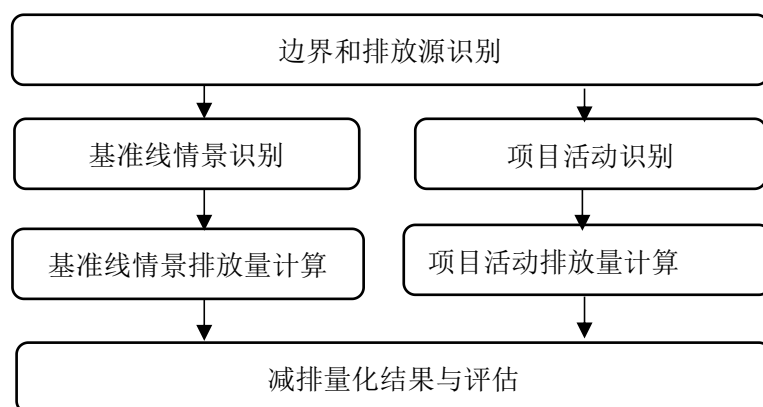 边界和排放源识别
基准线情景识别
项目活动识别
基准线情景排放量计算
项目活动排放量计算
减排量化结果与评估